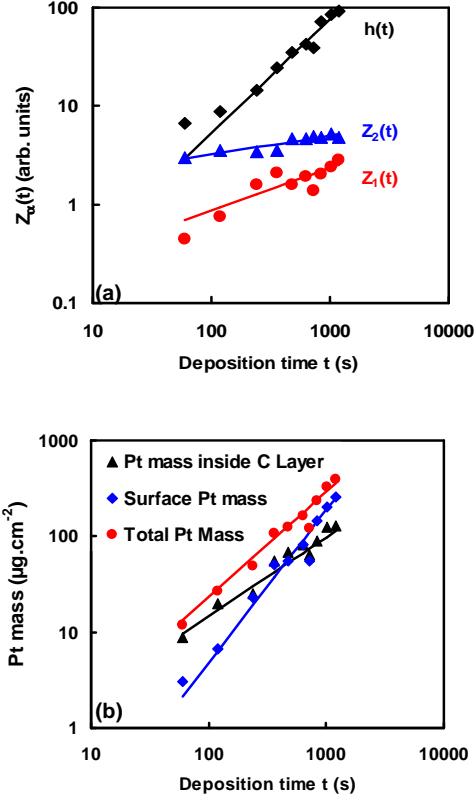 100
h(t)
10
Z2(t)
Zα(t) (arb. units)
1
Z1(t)
0.1
(a)
10
100
1000
10000
Deposition time t (s)
1000
Pt mass inside C Layer
Surface Pt mass
Total Pt Mass
100
Pt mass (µg.cm-2)
10
(b)
1
10
100
1000
10000
Deposition time t (s)